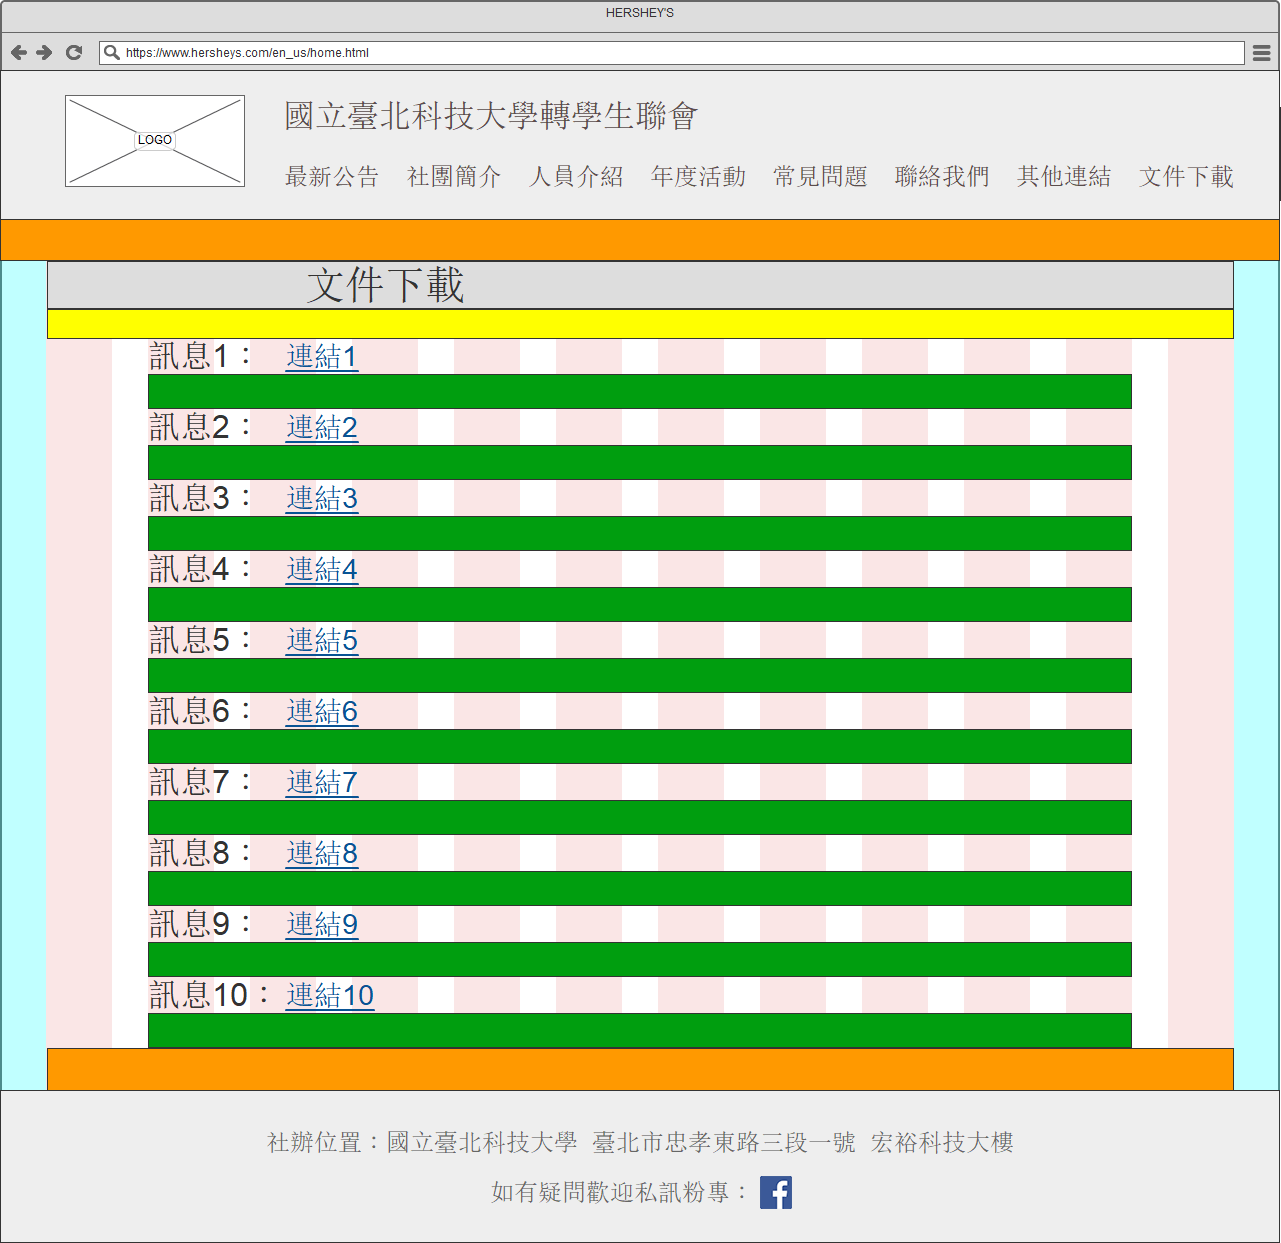 HERSHEY'S
https://www.hersheys.com/en_us/home.html
LOGO
國立臺北科技大學轉學生聯會
最新公告 社團簡介 人員介紹 年度活動 常見問題 聯絡我們 其他連結 文件下載
文件下載
訊息1： 連結1
訊息2： 連結2
訊息3： 連結3
訊息4： 連結4
訊息5： 連結5
訊息6： 連結6
訊息7： 連結7
訊息8： 連結8
訊息9： 連結9
訊息10： 連結10
社辦位置：國立臺北科技大學 臺北市忠孝東路三段一號 宏裕科技大樓
如有疑問歡迎私訊粉專：